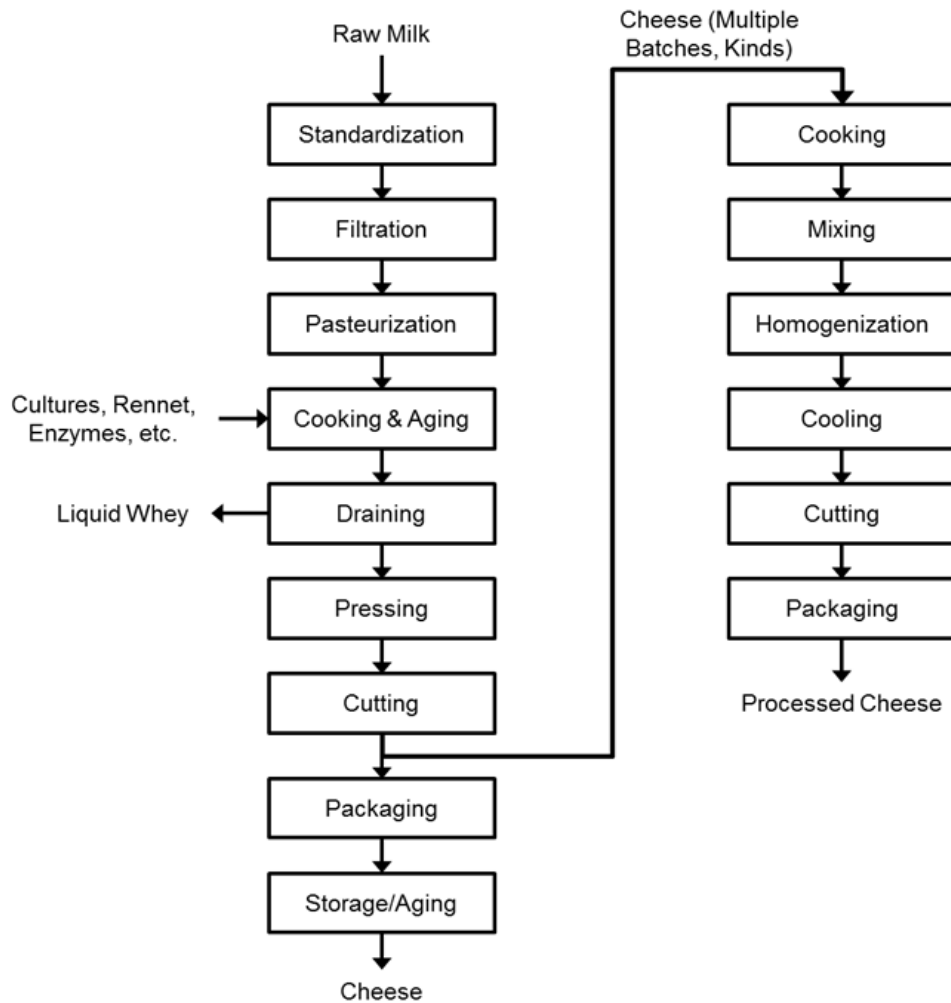 Raw Milk
Standardization
Filtration
Pasteurization
Cultures, Rennet,
Enzymes, etc.
Cooking & Aging
Liquid Whey
Draining
Pressing
Cutting
Packaging
Storage/Aging
Cheese
Cheese (Multiple
Batches, Kinds)
Cooking
Mixing
Homogenization
Cooling
Cutting
Packaging
Processed Cheese